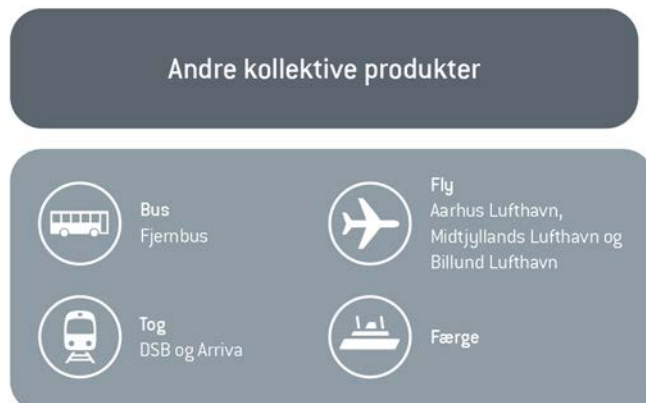 Andre kollektive produkter
Bus
Fjernbus
Fly
Aarhus Lufthavn,
Midtjyllands Lufthavn og
Billund Lufthavn
Tog
DSB og Arriva
Færge